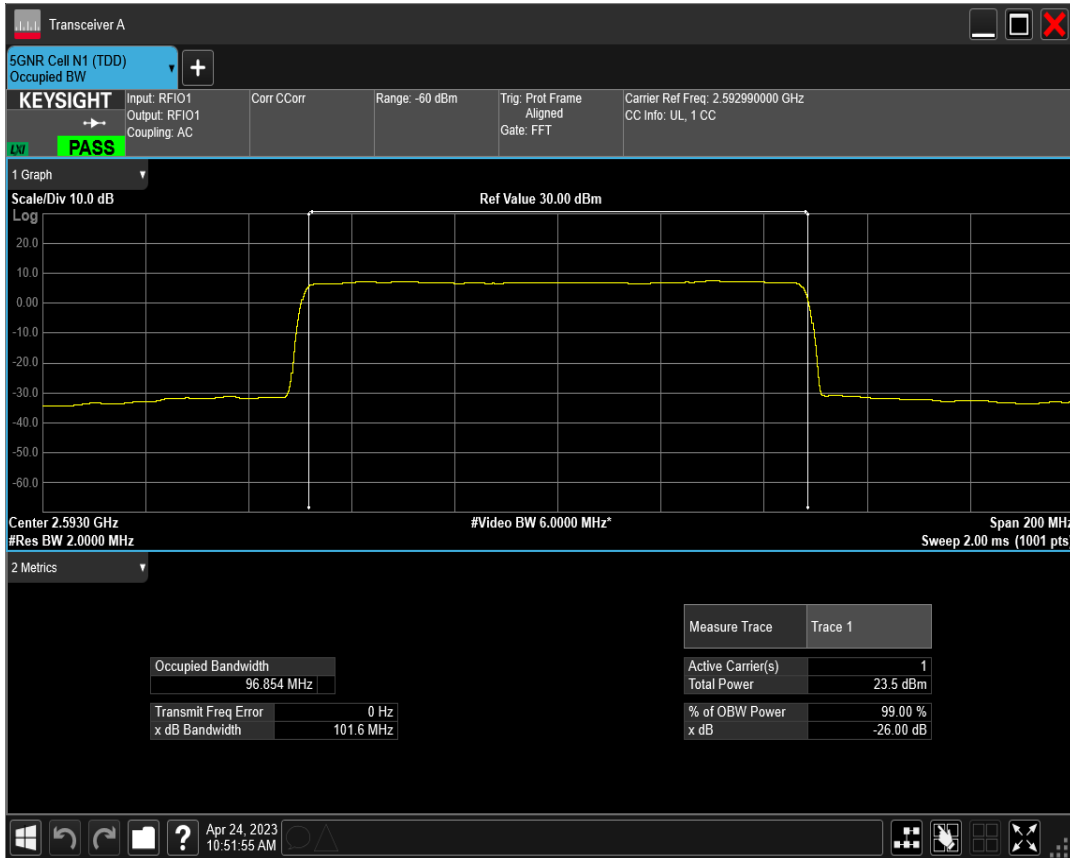 Transceiver A
5GNR Cell N1 (TDD)
Occupied BW
+
KEYSIGHT
LXI
PASS
Input: RFIO1
Output: RFIO1
Coupling: AC
Corr CCorr
Range: -60 dBm
Trig: Prot Frame
Aligned
Gate: FFT
Carrier Ref Freq: 2.592990000 GHz
CC Info: UL, 1 CC
1 Graph
Scale/Div 10.0 dB
Ref Value 30.00 dBm
Log
20.0
10.0
0.00
-10.0
-20.0
-30.0
-40.0
-50.0
-60.0
Center 2.5930 GHz
#Video BW 6.0000 MHz*
Span 200 MHz
#Res BW 2.0000 MHz
Sweep 2.00 ms (1001 pts)
2 Metrics
Measure Trace Trace 1
Occupied Bandwidth
96.854 MHz
Active Carrier(s) 1
Total Power 23.5 dBm
Transmit Freq Error 0 Hz
x dB Bandwidth 101.6 MHz
% of OBW Power 99.00 %
x dB -26.00 dB
?
Apr 24, 2023
10:51:55 AM